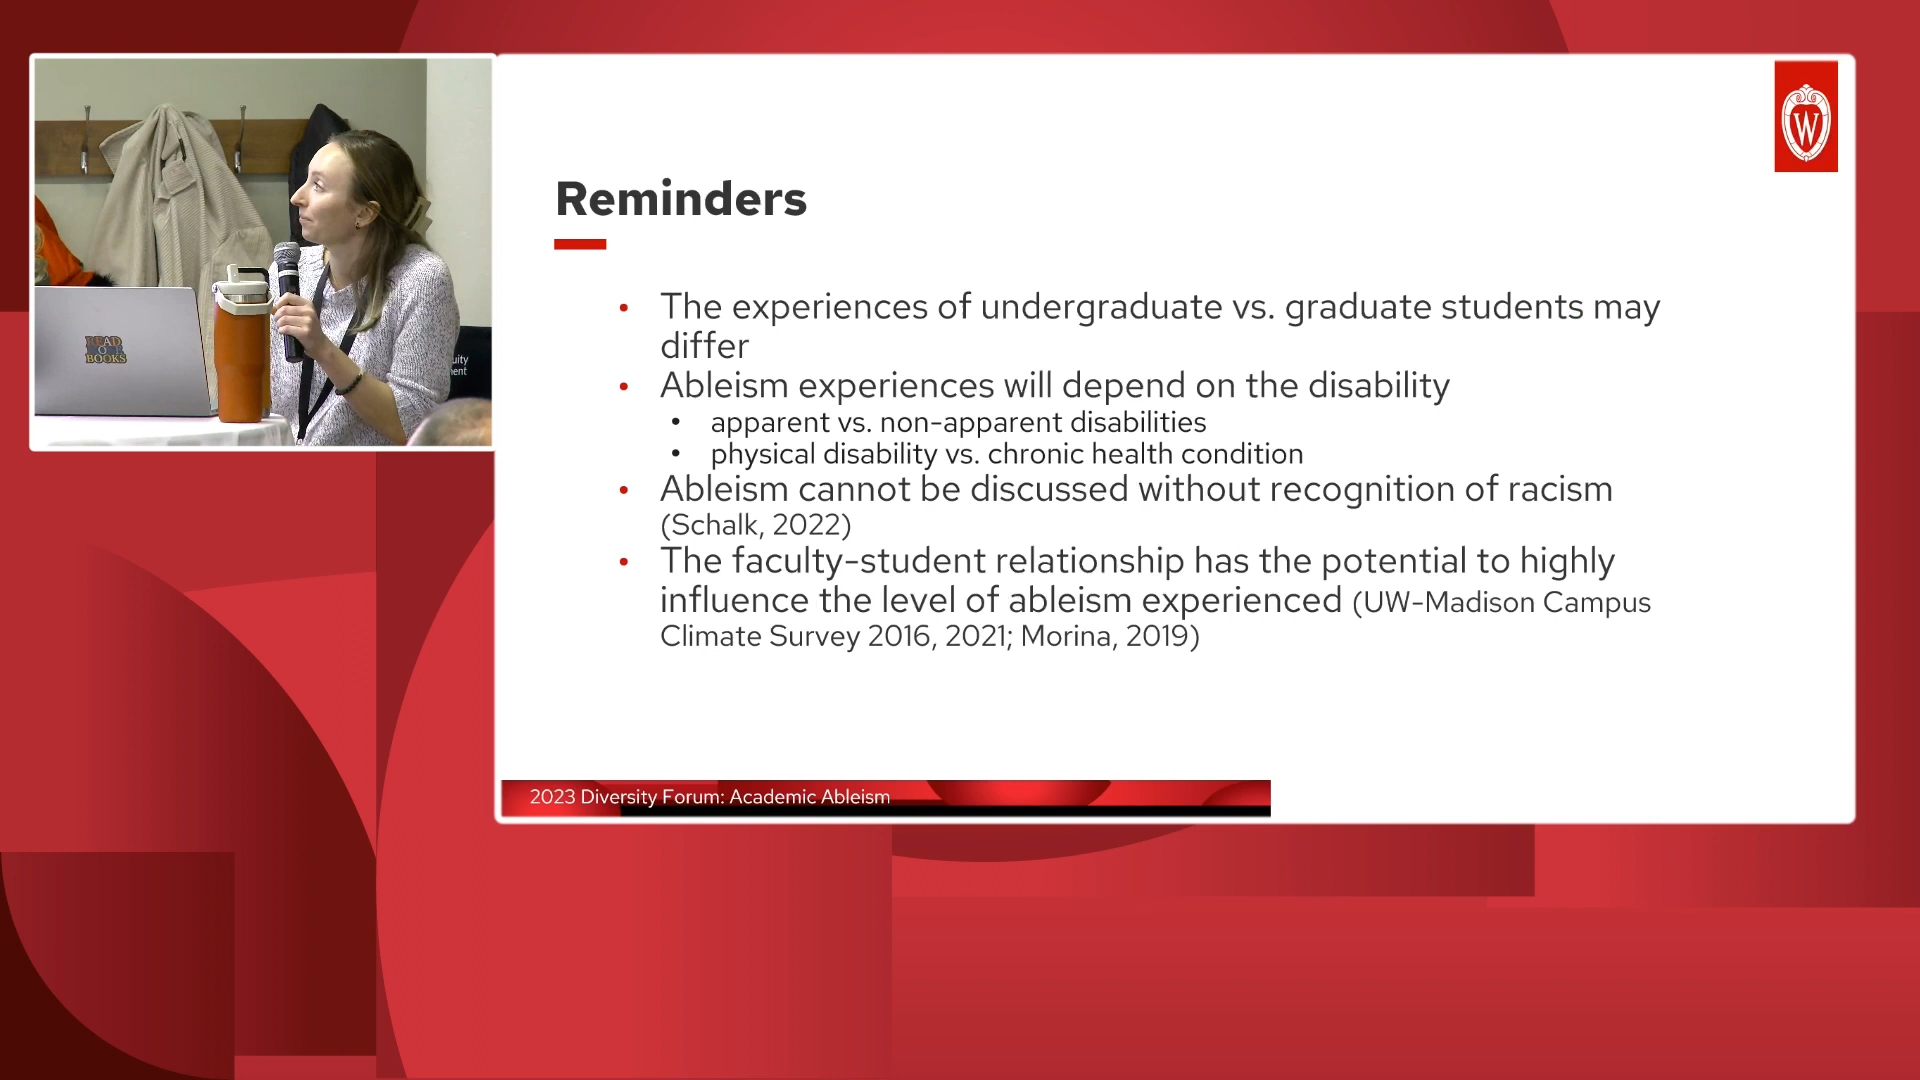 READ
BOOKS
uity
ent
W
Reminders
• The experiences of undergraduate vs. graduate students may
differ
• Ableism experiences will depend on the disability
• apparent vs. non-apparent disabilities
• physical disability vs. chronic health condition
• Ableism cannot be discussed without recognition of racism
(Schalk, 2022)
• The faculty-student relationship has the potential to highly
influence the level of ableism experienced (UW-Madison Campus
Climate Survey 2016, 2021; Morina, 2019)
2023 Diversity Forum: Academic Ableism